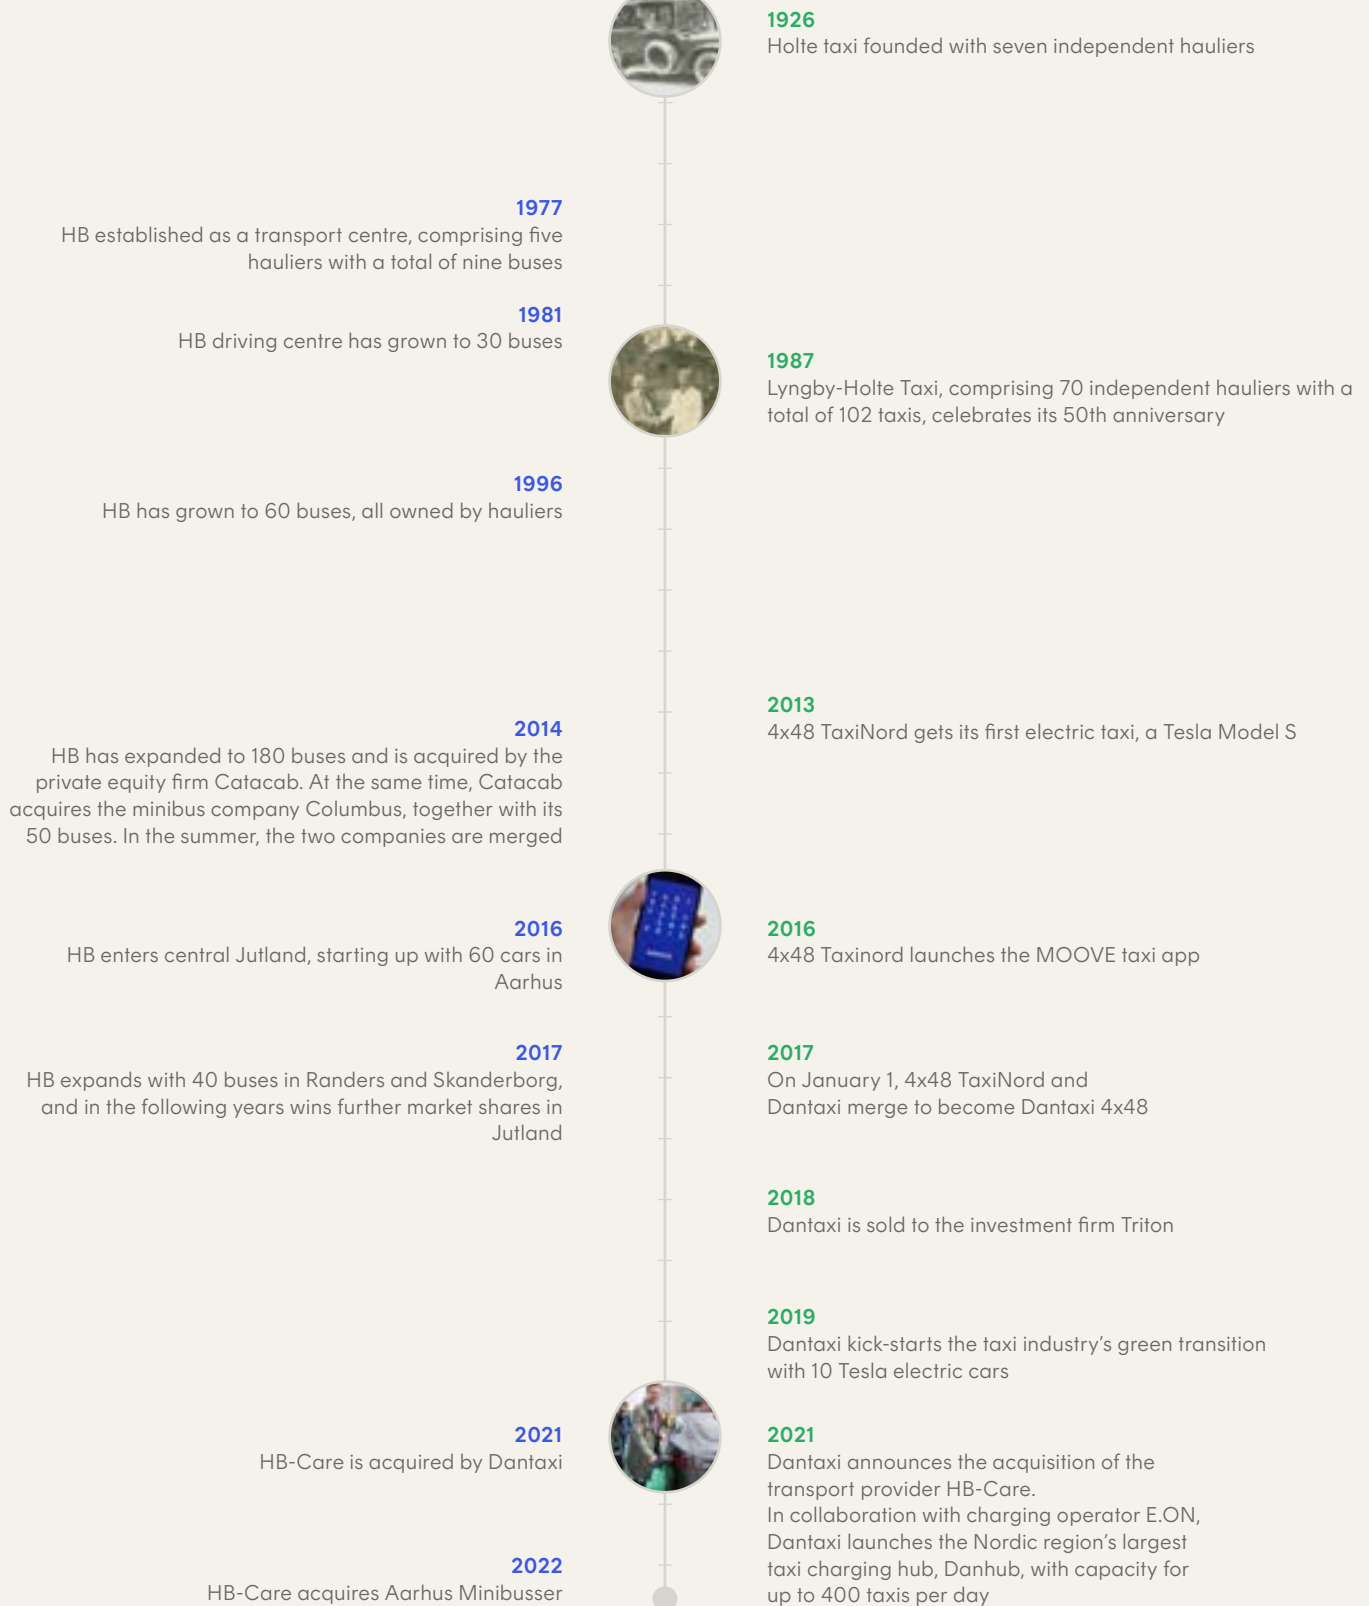 1926
Holte taxi founded with seven independent hauliers
1977
HB established as a transport centre, comprising five
hauliers with a total of nine buses
1981
HB driving centre has grown to 30 buses
1987
Lyngby-Holte Taxi, comprising 70 independent hauliers with a
total of 102 taxis, celebrates its 50th anniversary
1996
HB has grown to 60 buses, all owned by hauliers
2013
4x48 TaxiNord gets its first electric taxi, a Tesla Model S
2014
HB has expanded to 180 buses and is acquired by the
private equity firm Catacab. At the same time, Catacab
acquires the minibus company Columbus, together with its
50 buses. In the summer, the two companies are merged
2016
HB enters central Jutland, starting up with 60 cars in
Aarhus
2016
4x48 Taxinord launches the MOOVE taxi app
2017
HB expands with 40 buses in Randers and Skanderborg,
and in the following years wins further market shares in
Jutland
2017
On January 1, 4x48 TaxiNord and
Dantaxi merge to become Dantaxi 4x48
2018
Dantaxi is sold to the investment firm Triton
2019
Dantaxi kick-starts the taxi industry’s green transition
with 10 Tesla electric cars
2021
HB-Care is acquired by Dantaxi
2021
Dantaxi announces the acquisition of the
transport provider HB-Care.
In collaboration with charging operator E.ON,
Dantaxi launches the Nordic region’s largest
taxi charging hub, Danhub, with capacity for
up to 400 taxis per day
2022
HB-Care acquires Aarhus Minibusser